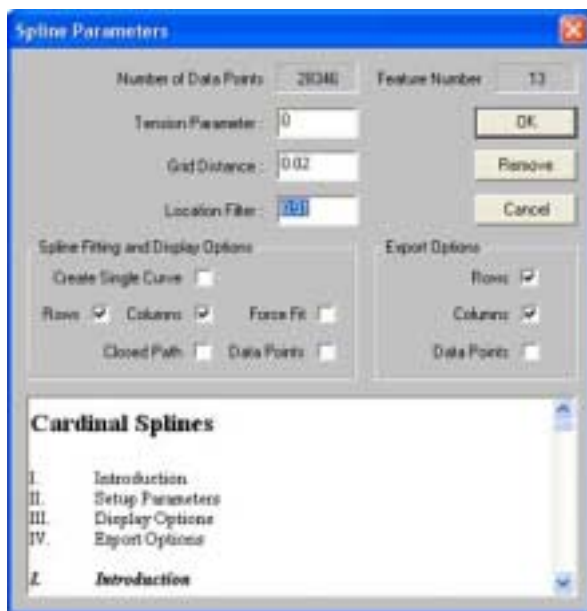 Spline Parameters
Number of Data Points 28346 Feature Number 13
Tension Parameter: 0 OK
Grid Distance: 0.02 Remove
Location Filter: Cancel
Spline Fitting and Display Options Export Options
Create Single Curve Rows
Rows Columns Force Fit Columns
Closed Path Data Points Data Points
Cardinal Splines
I. Introduction
II. Setup Parameters
III. Display Options
IV. Export Options
I. Introduction